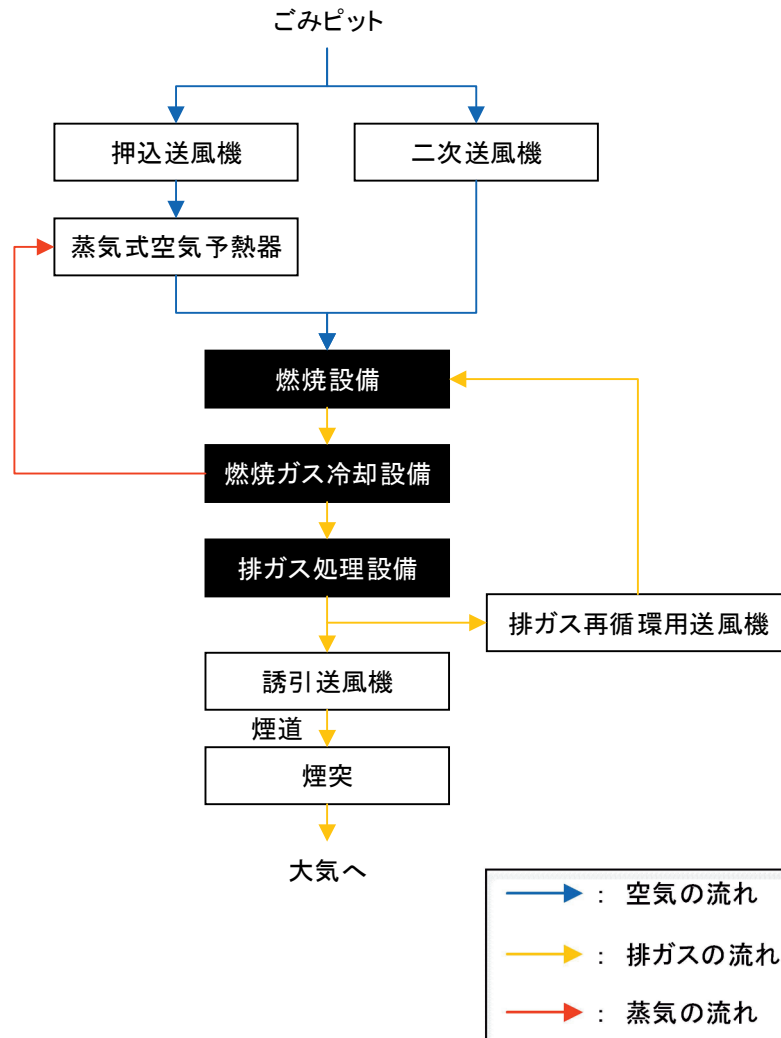 ごみピット
押込送風機
二次送風機
蒸気式空気予熱器
燃焼設備
燃焼ガス冷却設備
排ガス処理設備
排ガス再循環用送風機
誘引送風機
煙道
煙突
大気へ
： 空気の流れ
： 排ガスの流れ
： 蒸気の流れ